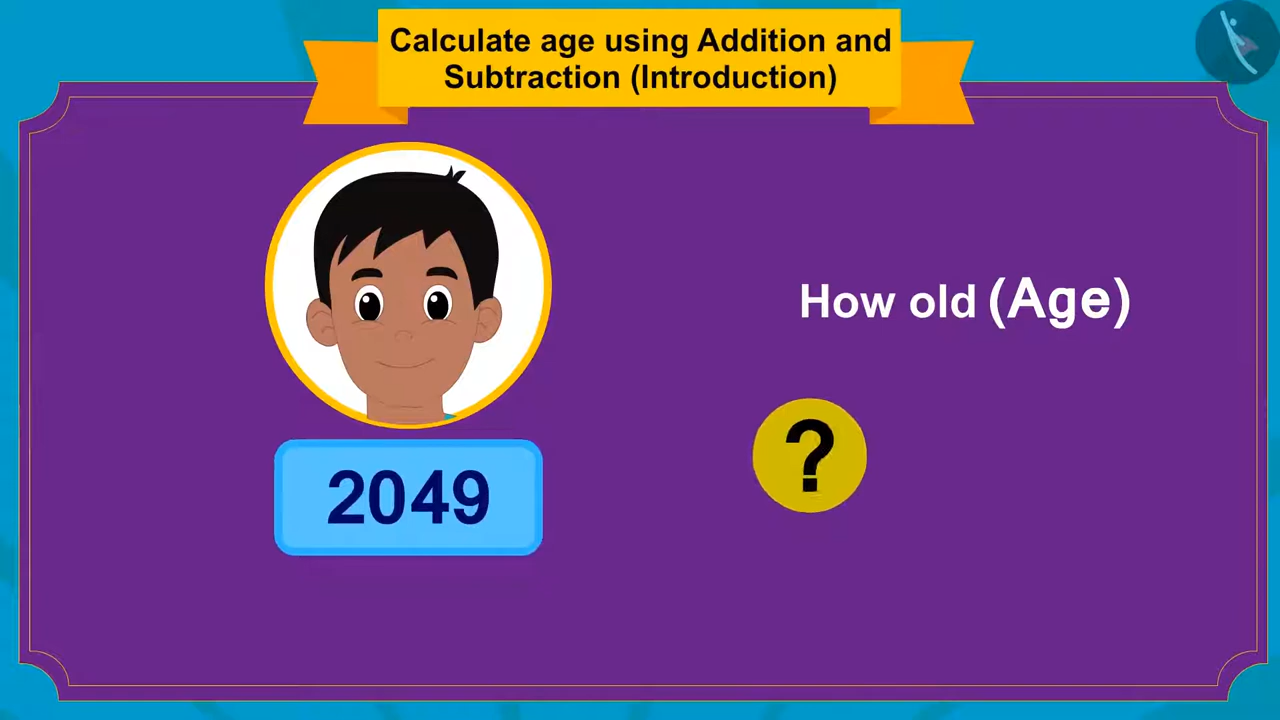 Calculate age using Addition and
Subtraction (Introduction)
How old (Age)
2049
?